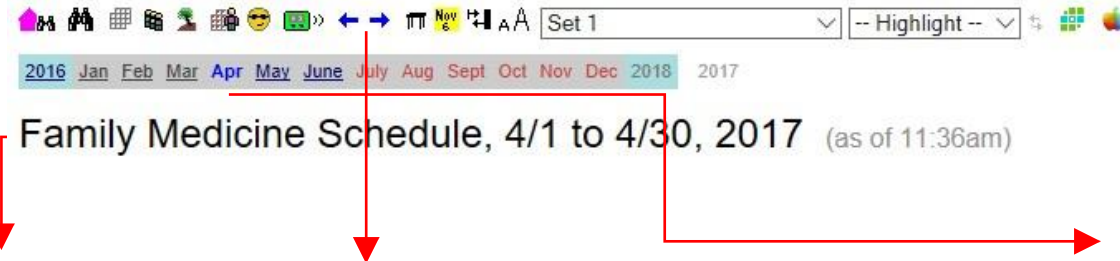 Nov 6 A A Set 1 -- Highlight --
2016 Jan Feb Mar Apr May June July Aug Sept Oct Nov Dec 2018 2017
Family Medicine Schedule, 4/1 to 4/30, 2017 (as of 11:36am)